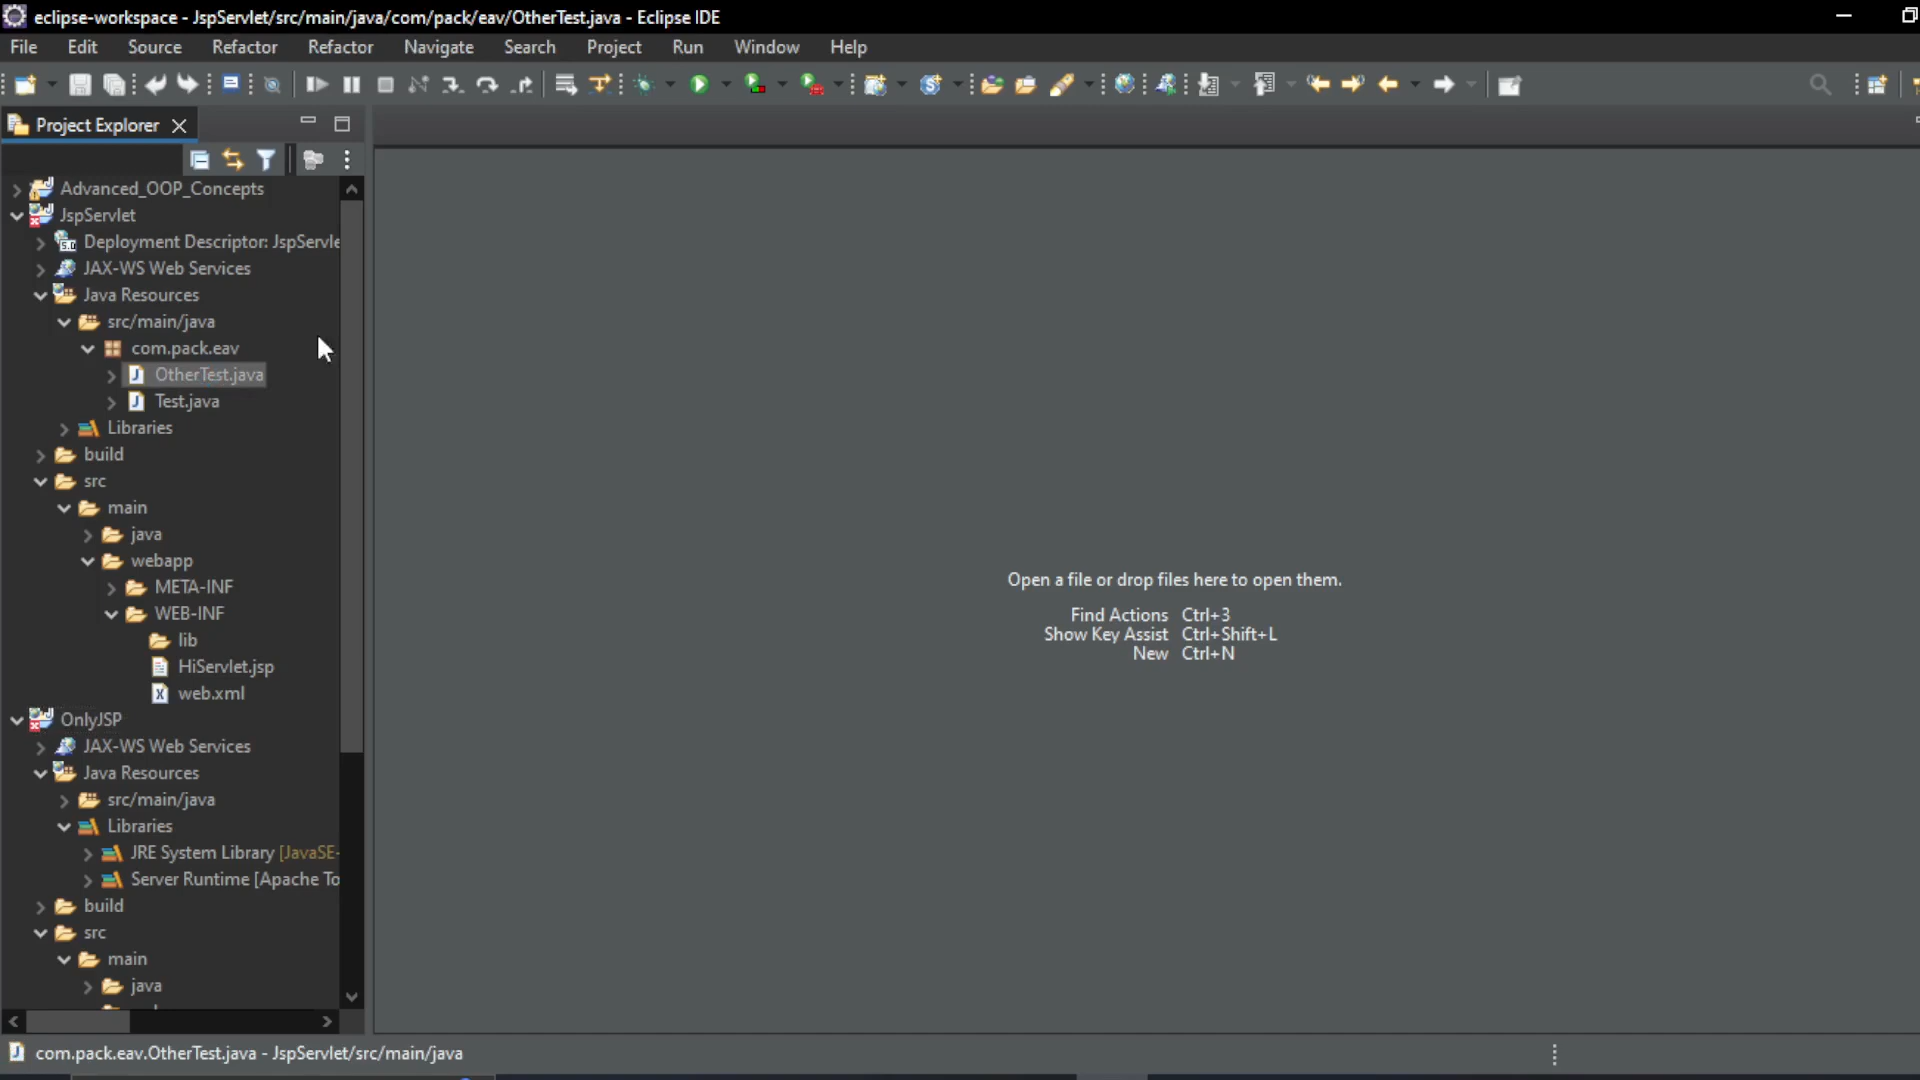 eclipse-workspace - JspServlet/src/main/java/com/pack/eav/OtherTest.java - Eclipse IDE
File Edit Source Refactor Refactor Navigate Search Project Run Window Help
Project Explorer
Advanced_OOP_Concepts
JspServlet
5.0 Deployment Descriptor: JspServle
JAX-WS Web Services
Java Resources
src/main/java
com.pack.eav
OtherTest.java
Test.java
Libraries
build
src
main
java
webapp
META-INF
WEB-INF
lib
HiServlet.jsp
web.xml
OnlyJSP
JAX-WS Web Services
Java Resources
src/main/java
Libraries
JRE System Library [JavaSE-
Server Runtime [Apache To
build
src
main
java
Open a file or drop files here to open them.
Find Actions Ctrl+3
Show Key Assist Ctrl+Shift+L
New Ctrl+N
com.pack.eav.OtherTest.java - JspServlet/src/main/java